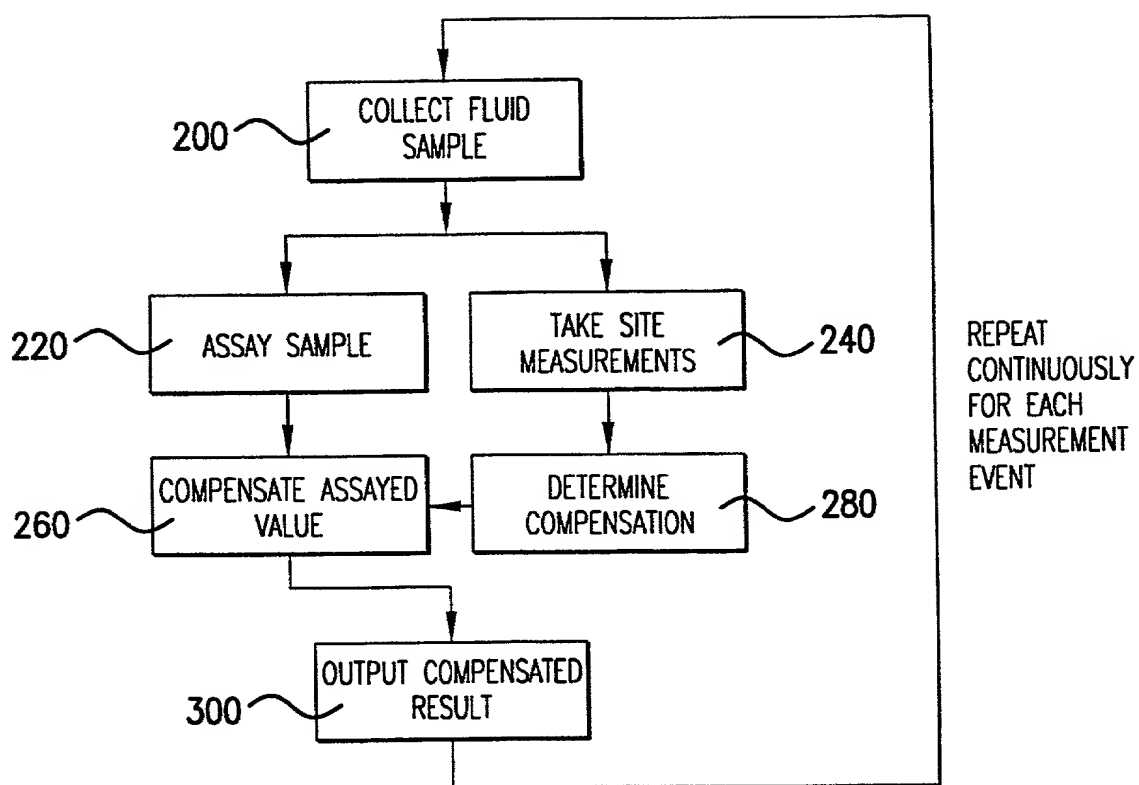 COLLECT FLUID
SAMPLE
200
ASSAY SAMPLE
220
TAKE SITE
MEASUREMENTS
240
REPEAT
CONTINUOUSLY
FOR EACH
MEASUREMENT
EVENT
COMPENSATE ASSAYED
VALUE
260
DETERMINE
COMPENSATION
280
OUTPUT COMPENSATED
RESULT
300